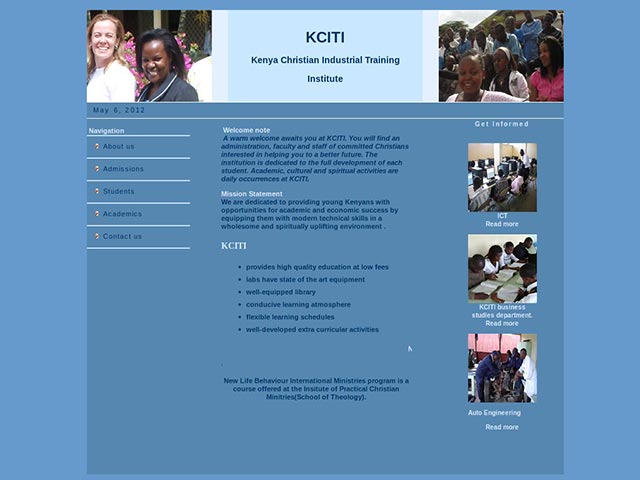 KCITI
Kenya Christian Industrial Training
Institute
May 6, 2012
Navigation
About us
Admissions
Students
Academics
Contact us
Welcome note
A warm welcome awaits you at KCITI. You will find an
administration, faculty and staff of committed Christians
interested in helping you to a better future. The
institution is dedicated to the full development of each
student. Academic, cultural and spiritual activities are
daily occurrences at KCITI.
Mission Statement
We are dedicated to providing young Kenyans with
opportunities for academic and economic success by
equipping them with modern technical skills in a
wholesome and spiritually uplifting environment .
KCITI
provides high quality education at low fees
labs have state of the art equipment
well-equipped library
conducive learning atmosphere
flexible learning schedules
well-developed extra curricular activities
N
.
New Life Behaviour International Ministries program is a
course offered at the Insitute of Practical Christian
Minitries(School of Theology).
Get Informed
ICT
Read more
KCITI business
studies department.
Read more
Auto Engineering
Read more